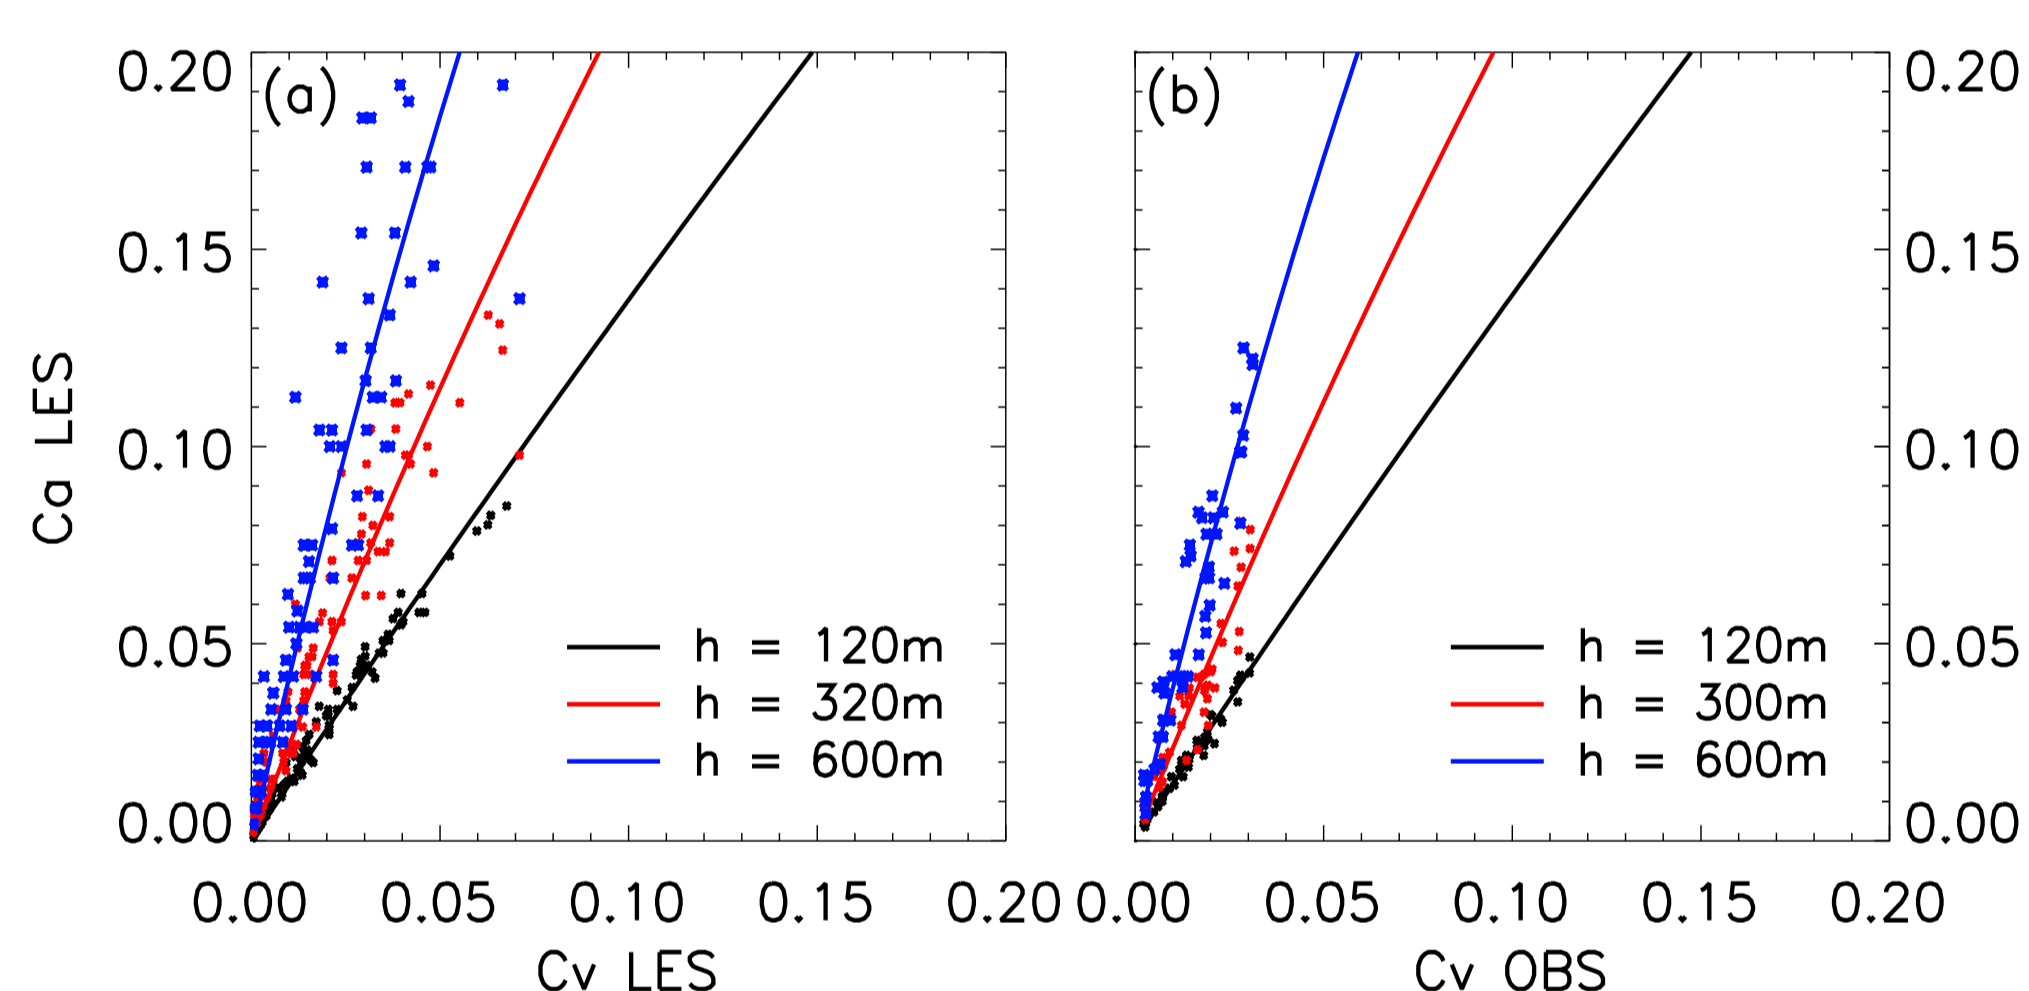 (a)
0.20
0.15
0.10
0.05
0.00
Ca LES
h = 120m
h = 320m
h = 600m
0.00 0.05 0.10 0.15 0.20
Cv LES
(b)
0.20
0.15
0.10
0.05
0.00
h = 120m
h = 300m
h = 600m
0.00 0.05 0.10 0.15 0.20
Cv OBS